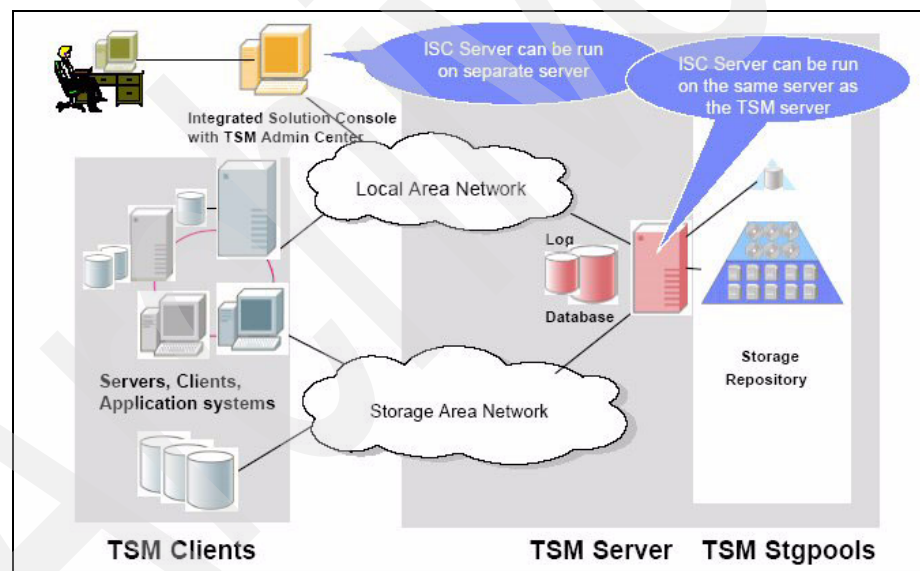 ISC Server can be run
on separate server
ISC Server can be run
on the same server as
the TSM server
Integrated Solution Console
with TSM Admin Center
Local Area Network
Log
Database
Servers, Clients,
Application systems
Storage Area Network
Storage
Repository
TSM Clients
TSM Server
TSM Stgpools